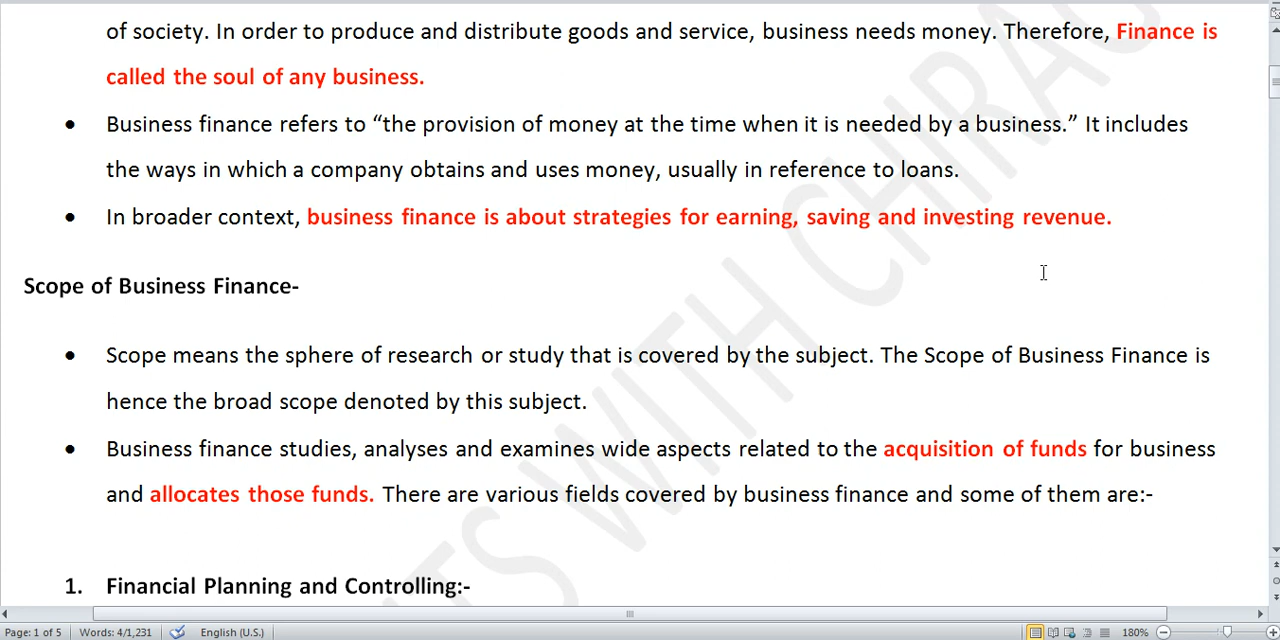 of society. In order to produce and distribute goods and service, business needs money. Therefore, Finance is
called the soul of any business.
• Business finance refers to “the provision of money at the time when it is needed by a business.” It includes
the ways in which a company obtains and uses money, usually in reference to loans.
• In broader context, business finance is about strategies for earning, saving and investing revenue.
Scope of Business Finance-
• Scope means the sphere of research or study that is covered by the subject. The Scope of Business Finance is
hence the broad scope denoted by this subject.
• Business finance studies, analyses and examines wide aspects related to the acquisition of funds for business
and allocates those funds. There are various fields covered by business finance and some of them are:-
1. Financial Planning and Controlling:-
TS WITH CHIRAG
Page: 1 of 5 Words: 4/1,231 English (U.S.) 180%